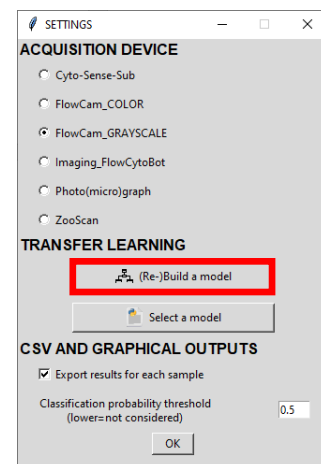 SETTINGS
ACQUISITION DEVICE
Cyto-Sense-Sub
FlowCam_COLOR
FlowCam_GRAYSCALE
Imaging_FlowCytoBot
Photo(micro)graph
ZooScan
TRANSFER LEARNING
(Re-)Build a model
Select a model
CSV AND GRAPHICAL OUTPUTS
Export results for each sample
Classification probability threshold
(lower=not considered)
0.5
OK